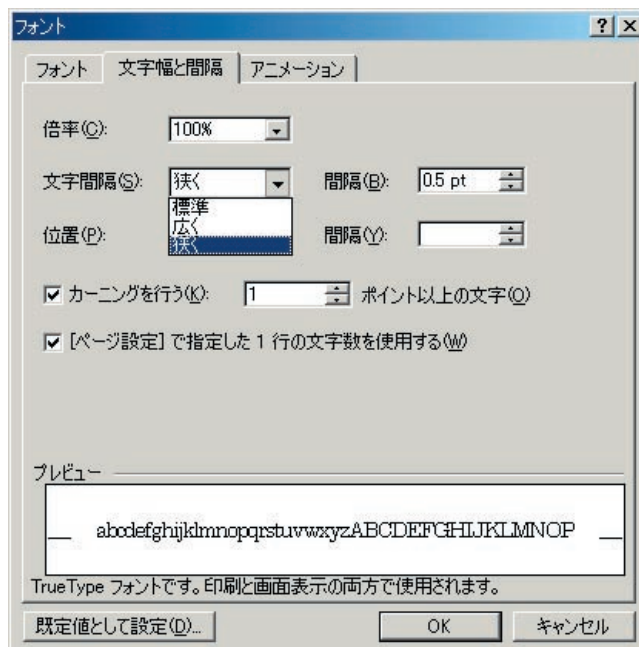 フォント
フォント 文字幅と間隔 アニメーション
倍率(C): 100%
文字間隔(S): 狭く 間隔(B): 0.5 pt
標準
広く
狭く
位置(P): 間隔(Y):
カーニングを行う(K): 1 ポイント以上の文字(O)
[ページ設定] で指定した 1 行の文字数を使用する(W)
プレビュー
abcdefghijklmnopqrstuvwxyzABCDEFGHIJKLMNOP
TrueType フォントです。印刷と画面表示の両方で使用されます。
既定値として設定(D)... OK キャンセル